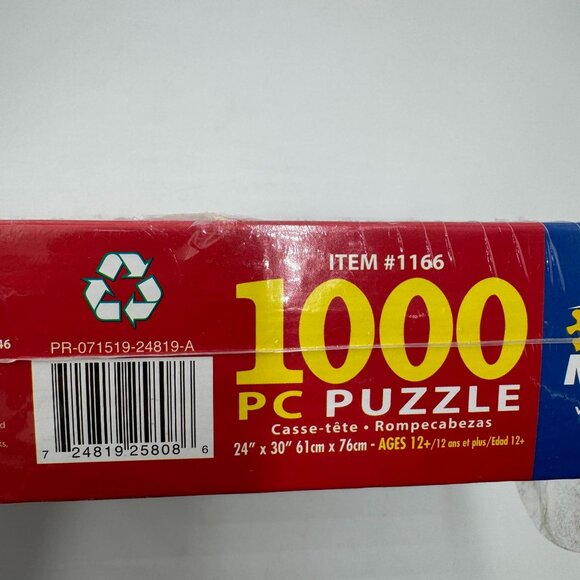 ITEM #1166
1000
PC PUZZLE
Casse-tête • Rompecabezas
24" x 30" 61cm x 76cm - AGES 12+/12 ans et plus/Edad 12+
46
PR-071519-24819-A
7 24819 25808 6